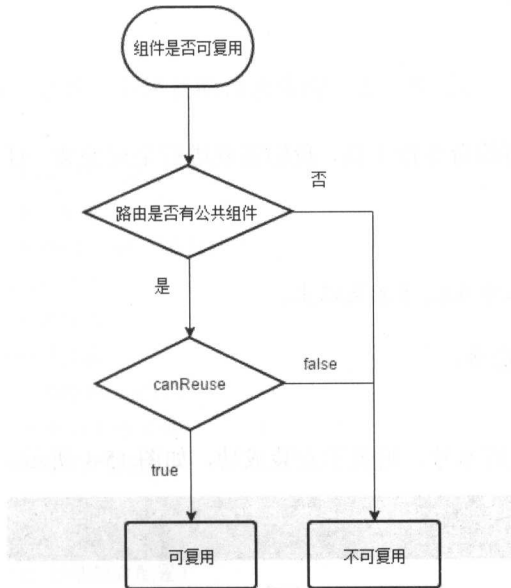 组件是否可复用
否
路由是否有公共组件
是
false
canReuse
true
可复用
不可复用